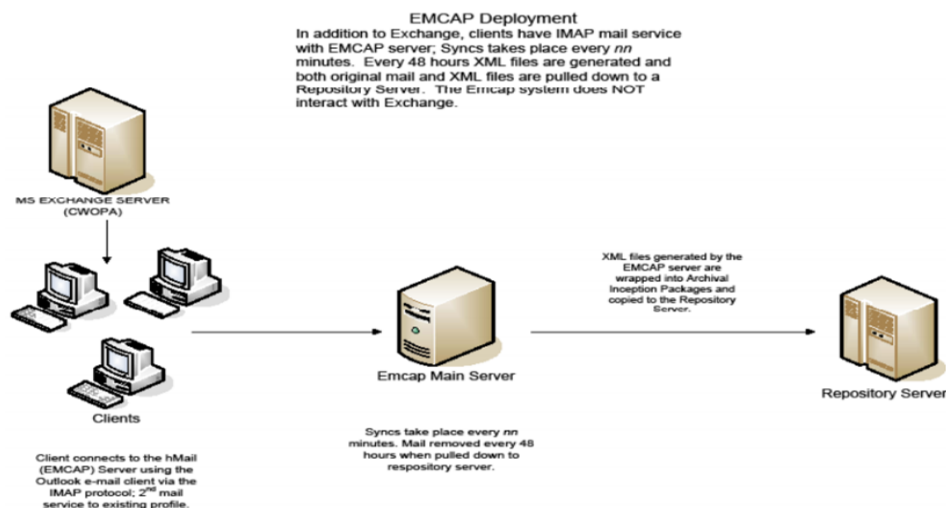 EMCAP Deployment
In addition to Exchange, clients have IMAP mail service
with EMCAP server; Syncs takes place every nn
minutes. Every 48 hours XML files are generated and
both original mail and XML files are pulled down to a
Repository Server. The Emcap system does NOT
interact with Exchange.
MS EXCHANGE SERVER
(CWOPA)
XML files generated by the
EMCAP server are
wrapped into Archival
Inception Packages and
copied to the Repository
Server.
Emcap Main Server
Repository Server
Clients
Syncs take place every nn
minutes. Mail removed every 48
hours when pulled down to
respository server.
Client connects to the hMail
(EMCAP) Server using the
Outlook e-mail client via the
IMAP protocol; 2nd mail
service to existing profile.